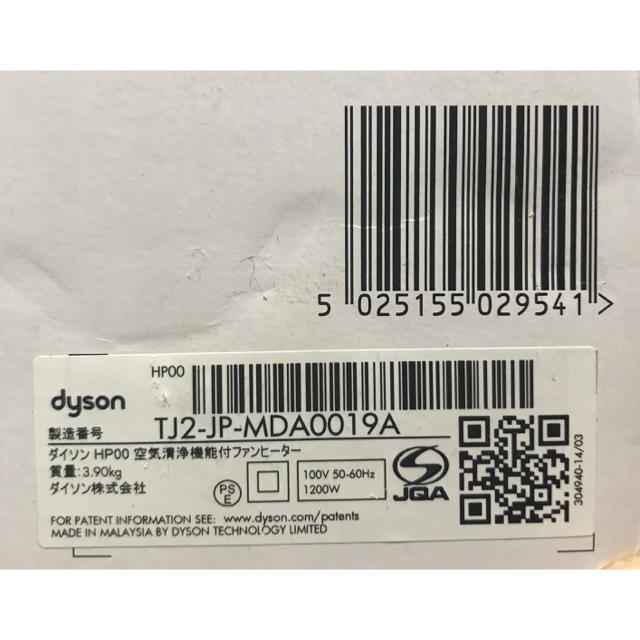 5 025155 029541 >
HP00
dyson
製造番号 TJ2-JP-MDA0019A
ダイソン HP00 空気清浄機能付ファンヒーター
質量:3.90kg
ダイソン株式会社
PS
E
100V 50-60Hz
1200W
JQA
304940-14/03
FOR PATENT INFORMATION SEE: www.dyson.com/patents
MADE IN MALAYSIA BY DYSON TECHNOLOGY LIMITED